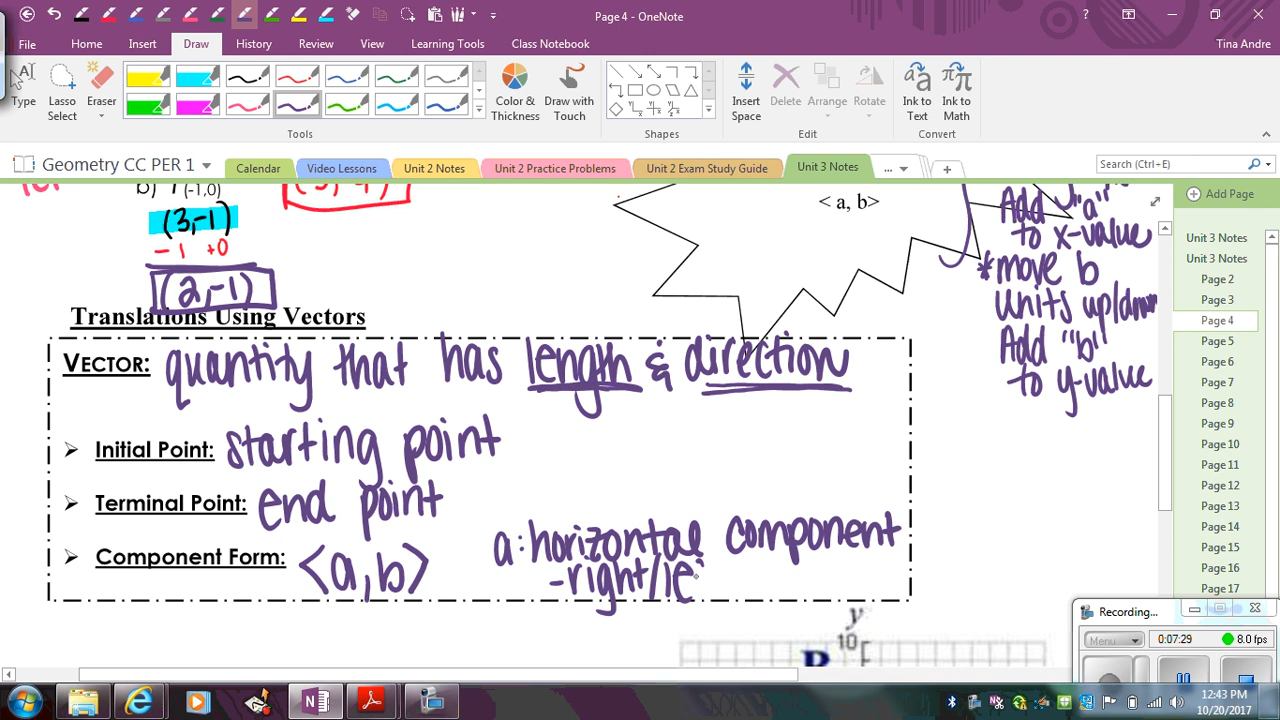 Page 4 - OneNote
Tina Andre
File Home Insert Draw History Review View Learning Tools Class Notebook
Type
Lasso Select
Eraser
Color & Thickness
Draw with Touch
Insert Space
Delete
Arrange
Rotate
Ink to Text
Ink to Math
Tools
Shapes
Edit
Convert
Geometry CC PER 1
Calendar Video Lessons Unit 2 Notes Unit 2 Practice Problems Unit 2 Exam Study Guide Unit 3 Notes ...
Search (Ctrl+E)
Add Page
Unit 3 Notes
Unit 3 Notes
Page 2
Page 3
Page 4
Page 5
Page 6
Page 7
Page 8
Page 9
Page 10
Page 11
Page 12
Page 13
Page 14
Page 15
Page 16
Page 17
b) T (-1,0)
(3,-1)
-1 +0
(2,-1)
< a, b>
Add "a"
to x-value
*move b
units up/down
Add "b"
to y-value
Translations Using Vectors
VECTOR: quantity that has length & direction
➢ Initial Point: starting point
➢ Terminal Point: end point
➢ Component Form: <a,b>
a: horizontal component
-right/le
y
10
Recording...
Menu
0:07:29
8.0 fps
12:43 PM
10/20/2017